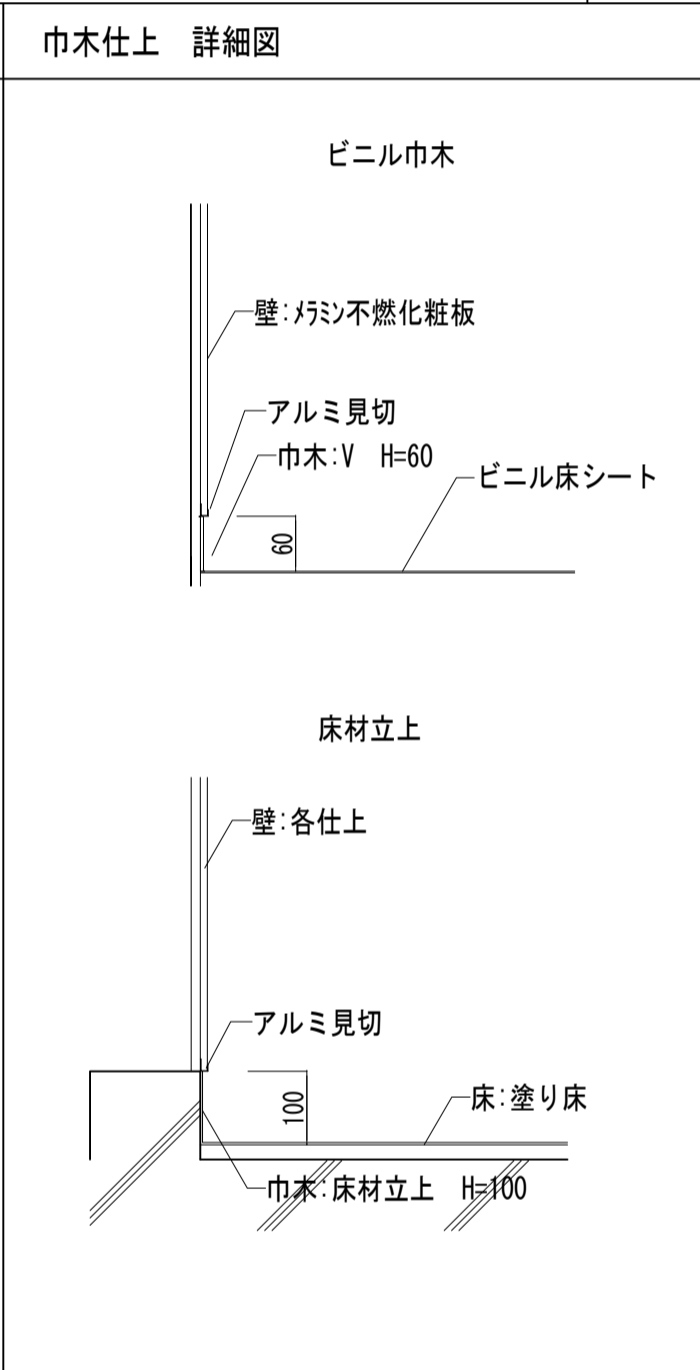 巾木仕上　詳細図
ビニル巾木
壁:ﾒﾗﾐﾝ不燃化粧板
アルミ見切
巾木:V　H=60
ビニル床シート
60
床材立上
壁:各仕上
アルミ見切
100
床:塗り床
巾木:床材立上　H=100